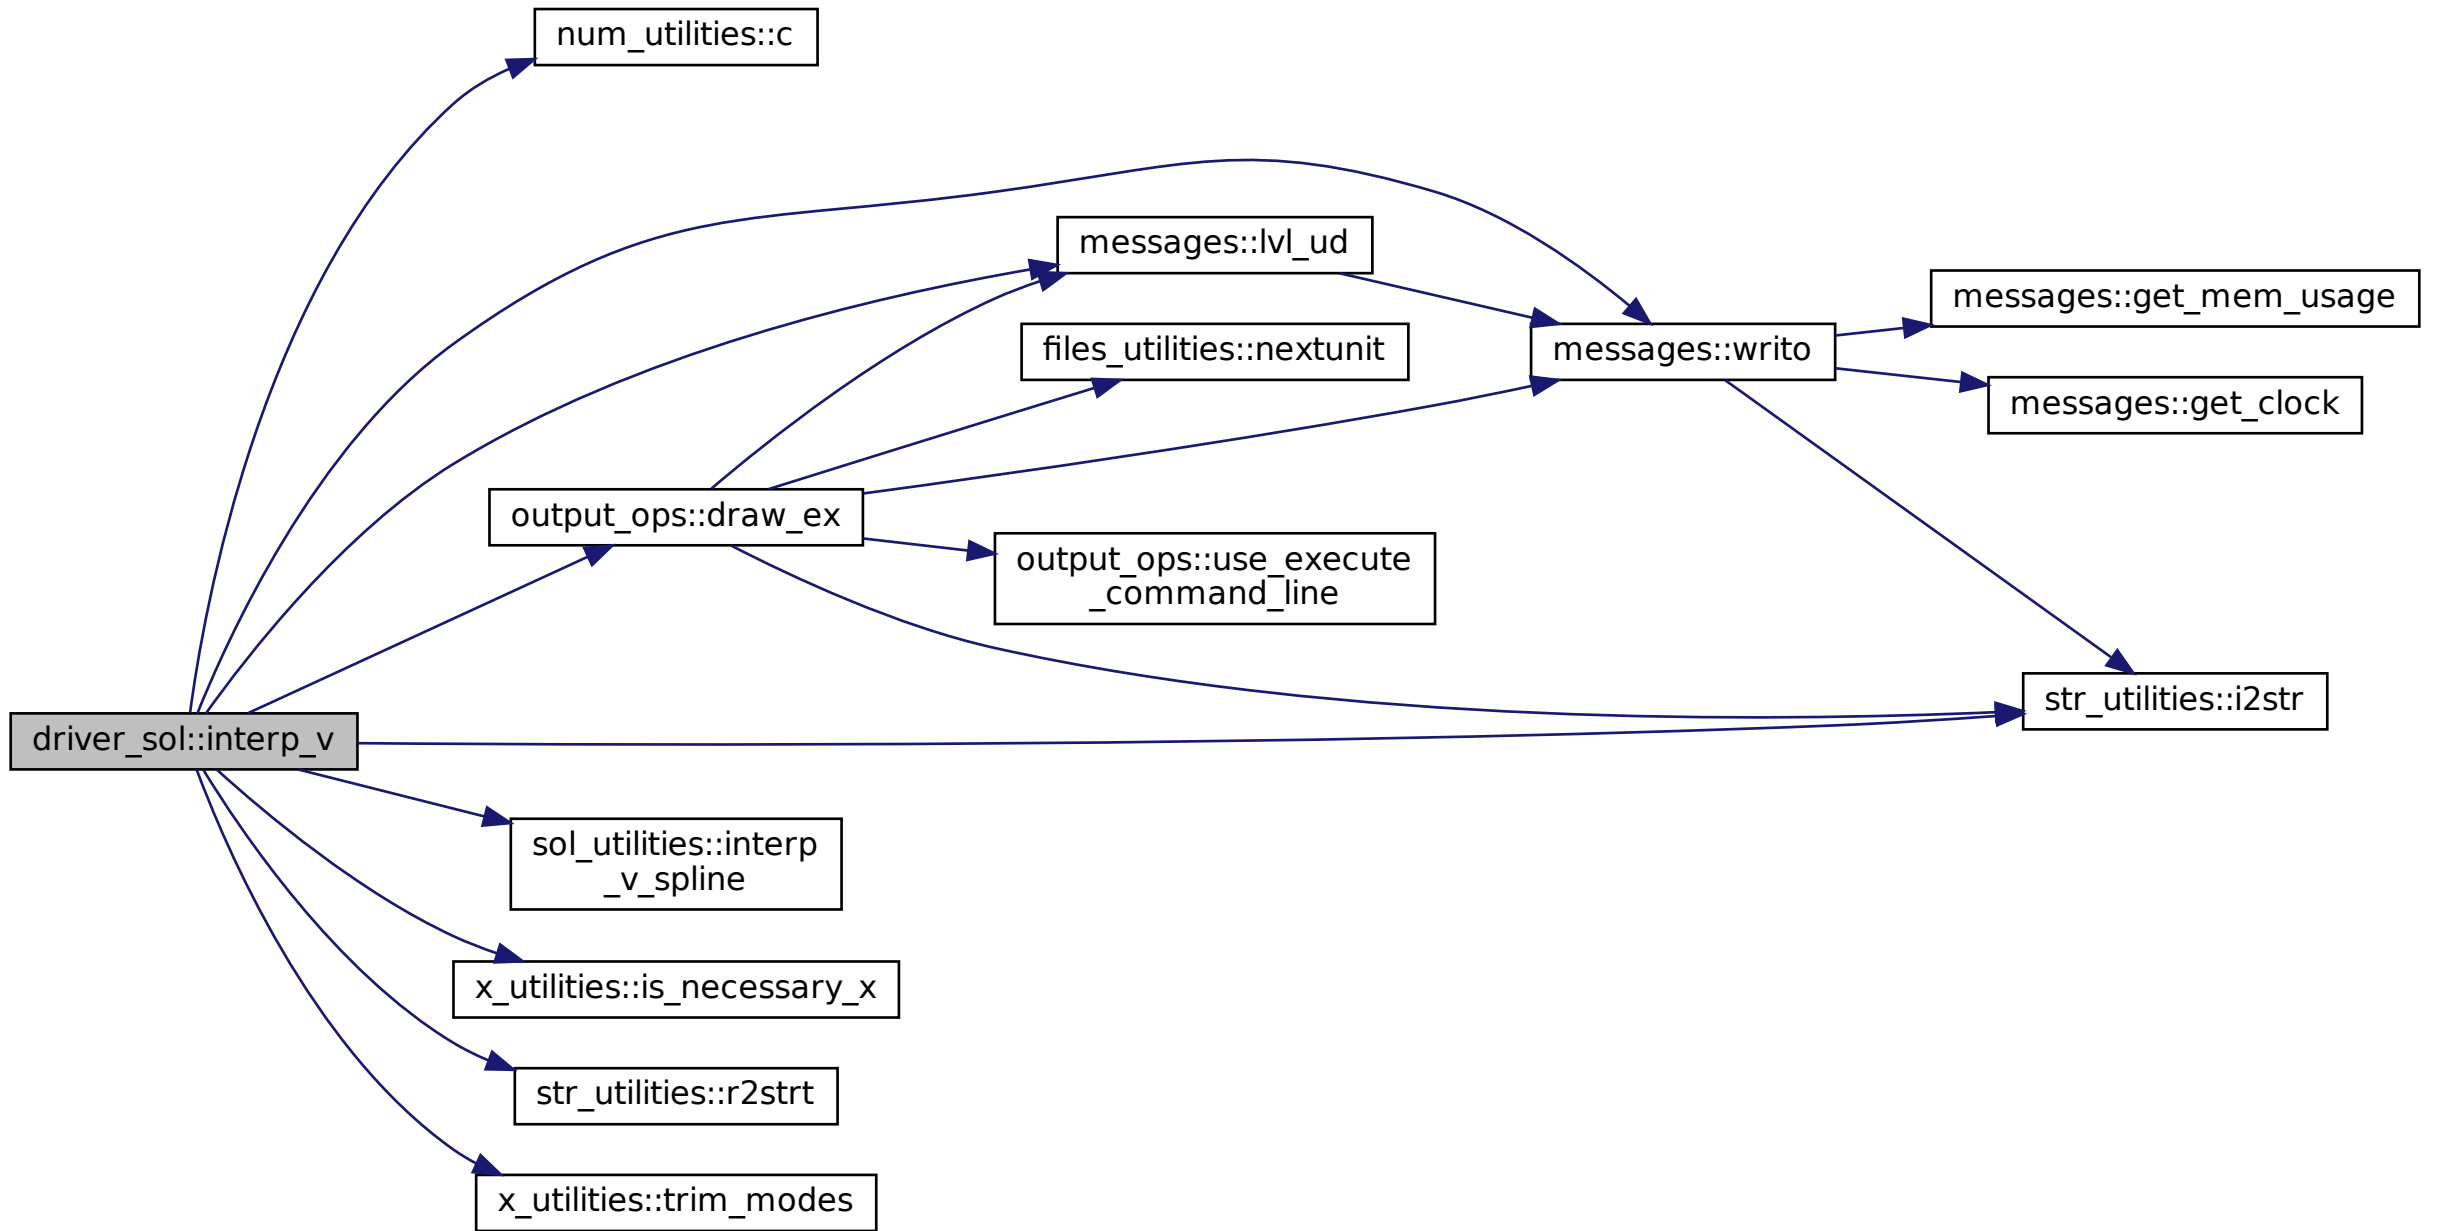 num_utilities::c
messages::lvl_ud
messages::get_mem_usage
files_utilities::nextunit
messages::writo
messages::get_clock
output_ops::draw_ex
output_ops::use_execute
_command_line
str_utilities::i2str
driver_sol::interp_v
sol_utilities::interp
_v_spline
x_utilities::is_necessary_x
str_utilities::r2strt
x_utilities::trim_modes